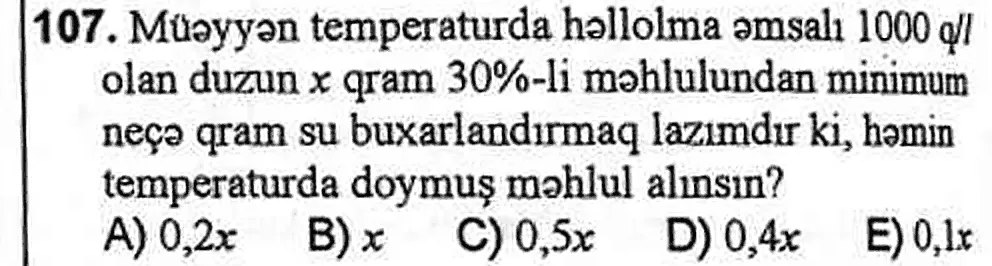 107. Müəyyən temperaturda həllolma əmsalı 1000 q/l
olan duzun x qram 30%-li məhlulundan minimum
neçə qram su buxarlandırmaq lazımdır ki, həmin
temperaturda doymuş məhlul alınsın?
A) 0,2x B) x C) 0,5x D) 0,4x E) 0,1x